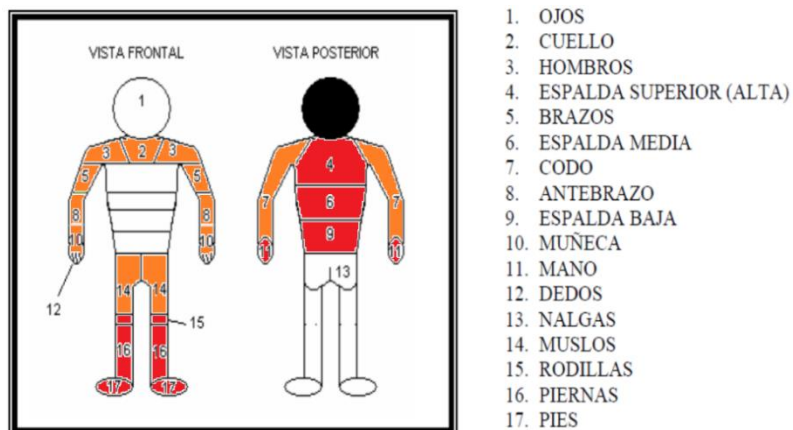 VISTA FRONTAL
VISTA POSTERIOR
1
3 2 3
5 5
8 8
10 10
12
14 14
15
16 16
17 17
4
7 6 7
9
11 11
13
1. OJOS
2. CUELLO
3. HOMBROS
4. ESPALDA SUPERIOR (ALTA)
5. BRAZOS
6. ESPALDA MEDIA
7. CODO
8. ANTEBRAZO
9. ESPALDA BAJA
10. MUÑECA
11. MANO
12. DEDOS
13. NALGAS
14. MUSLOS
15. RODILLAS
16. PIERNAS
17. PIES